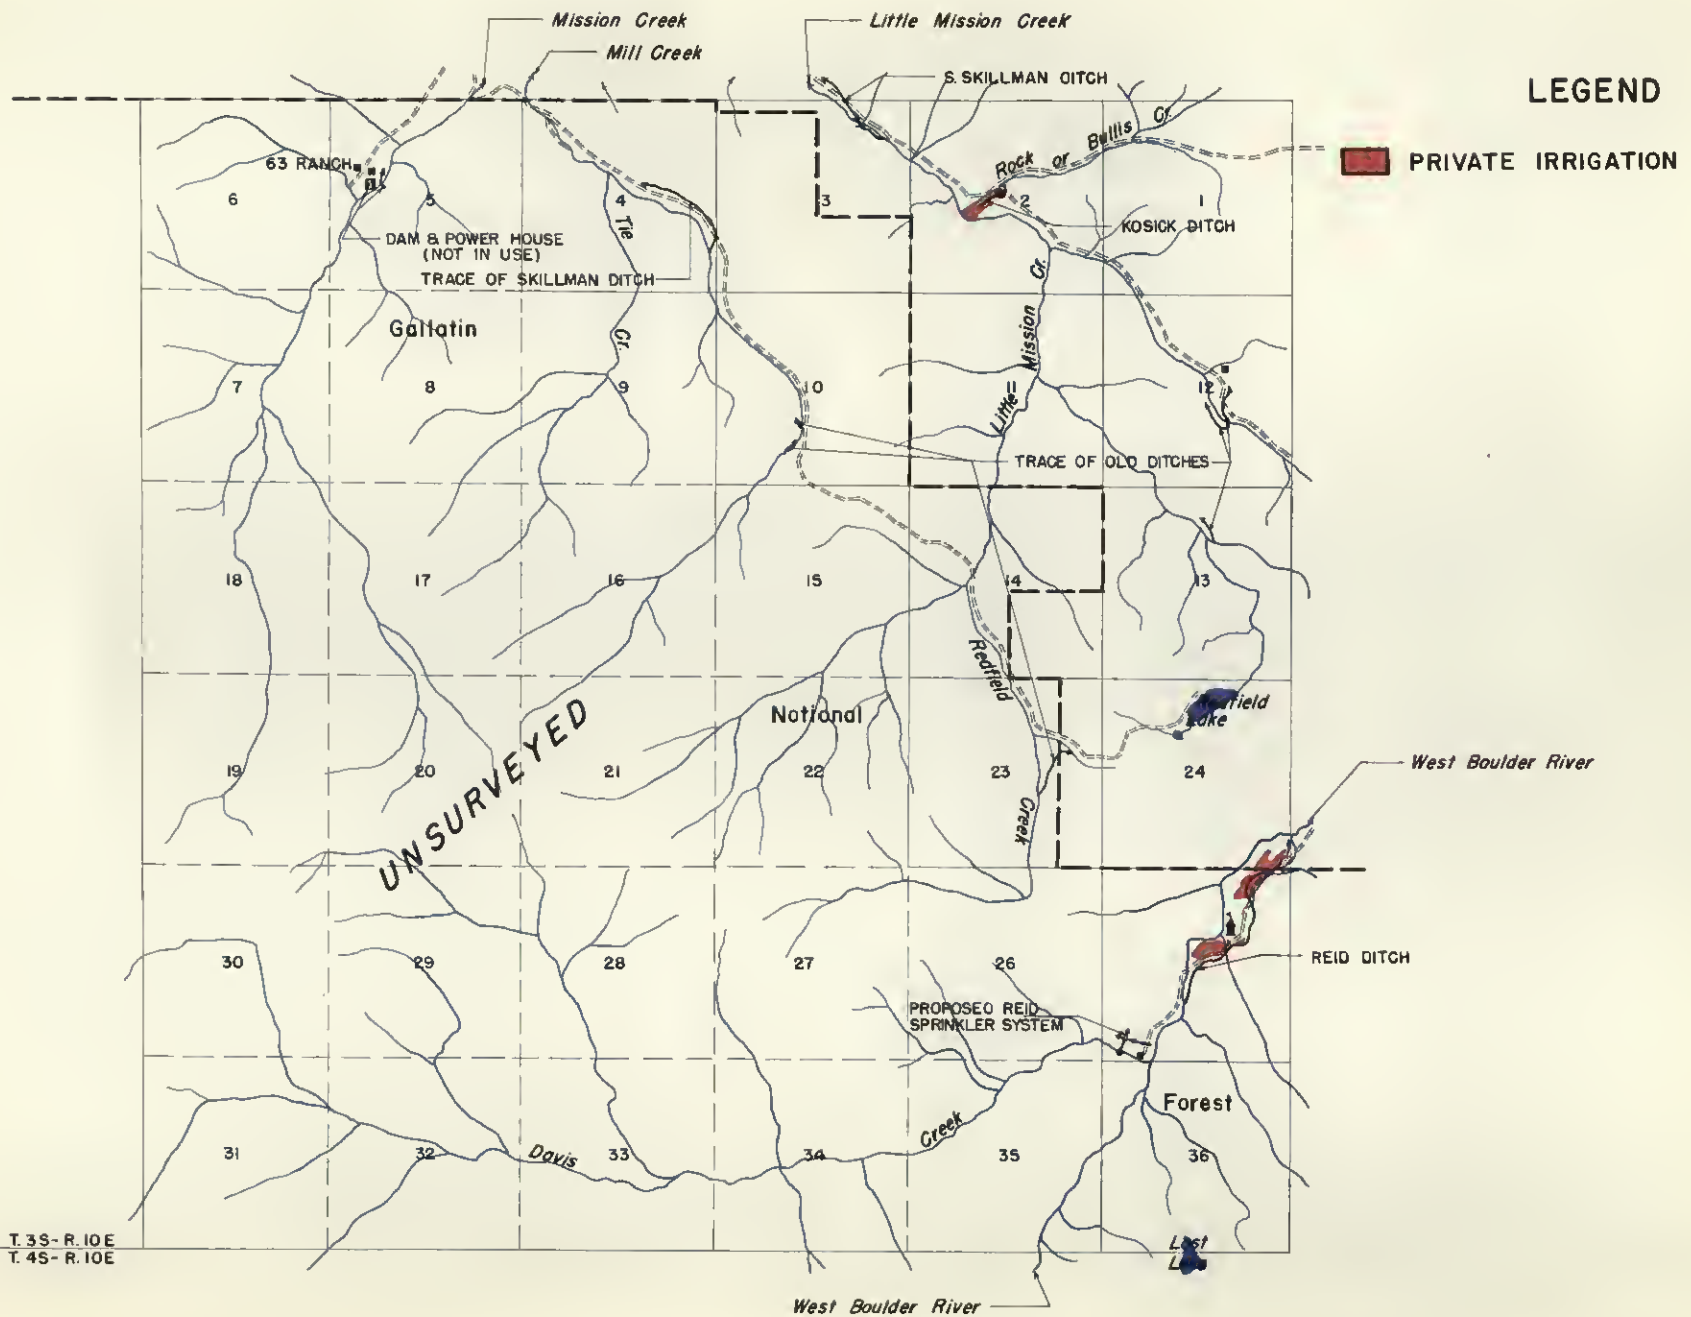 Mission Creek
Little Mission Creek
Mill Creek
S. SKILLMAN DITCH
LEGEND
PRIVATE IRRIGATION
Rock or Bullis Cr.
63 RANCH
6
5
4
3
2
1
Tie
Cr.
KOSICK DITCH
DAM & POWER HOUSE
(NOT IN USE)
TRACE OF SKILLMAN DITCH
Gallatin
Little Mission Cr.
7
8
9
10
11
12
TRACE OF OLD DITCHES
18
17
16
15
14
13
Redfield
Creek
Redfield
Lake
National
UNSURVEYED
19
20
21
22
23
24
West Boulder River
30
29
28
27
26
REID DITCH
PROPOSED REID
SPRINKLER SYSTEM
Forest
31
32
33
34
35
36
Davis
Creek
T. 3S-R. 10E
T. 4S-R. 10E
Lost
Lake
West Boulder River